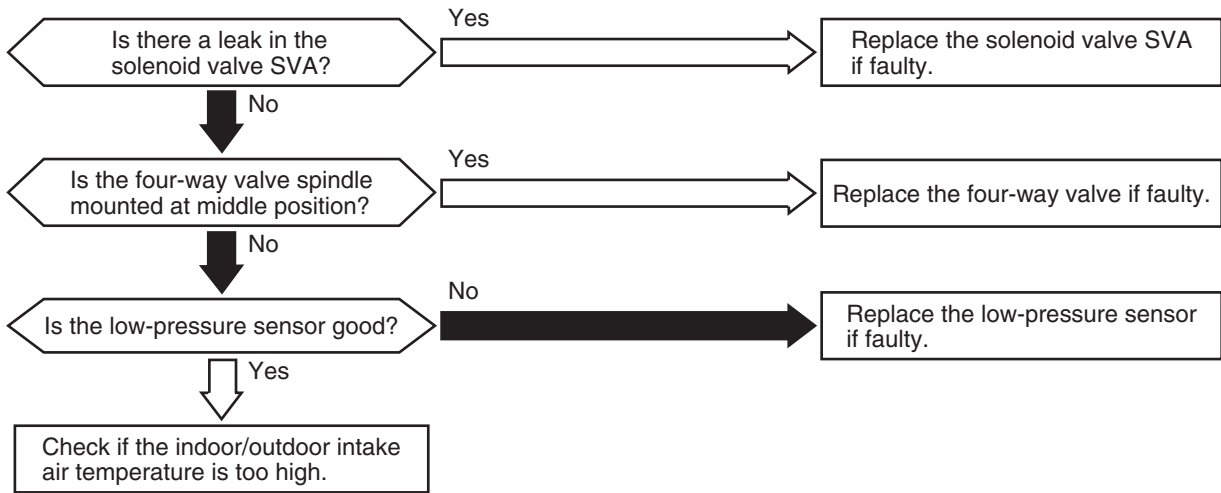 Is there a leak in the
solenoid valve SVA?
Yes
Replace the solenoid valve SVA
if faulty.
No
Is the four-way valve spindle
mounted at middle position?
Yes
Replace the four-way valve if faulty.
No
Is the low-pressure sensor good?
No
Replace the low-pressure sensor
if faulty.
Yes
Check if the indoor/outdoor intake
air temperature is too high.